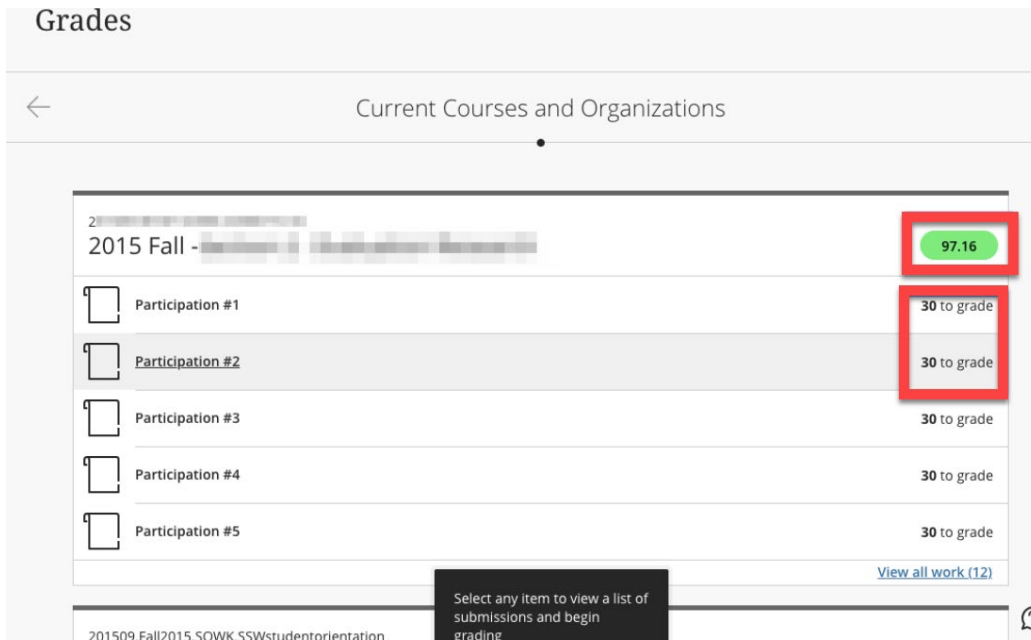 Grades
Current Courses and Organizations
2
2015 Fall -
97.16
Participation #1
30 to grade
Participation #2
30 to grade
Participation #3
30 to grade
Participation #4
30 to grade
Participation #5
30 to grade
View all work (12)
Select any item to view a list of
submissions and begin
grading
201509.Fall2015.SOWK.SSWstudentorientation